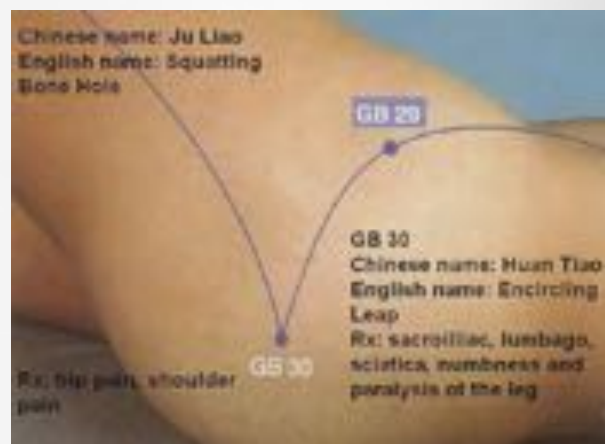 Chinese name: Ju Liao
English name: Squatting
Bone Hole
GB 29
GB 30
Chinese name: Huan Tiao
English name: Encircling
Leap
Rx: sacroiliac, lumbago,
sciatica, numbness and
paralysis of the leg
GB 30
Rx: hip pain, shoulder
pain